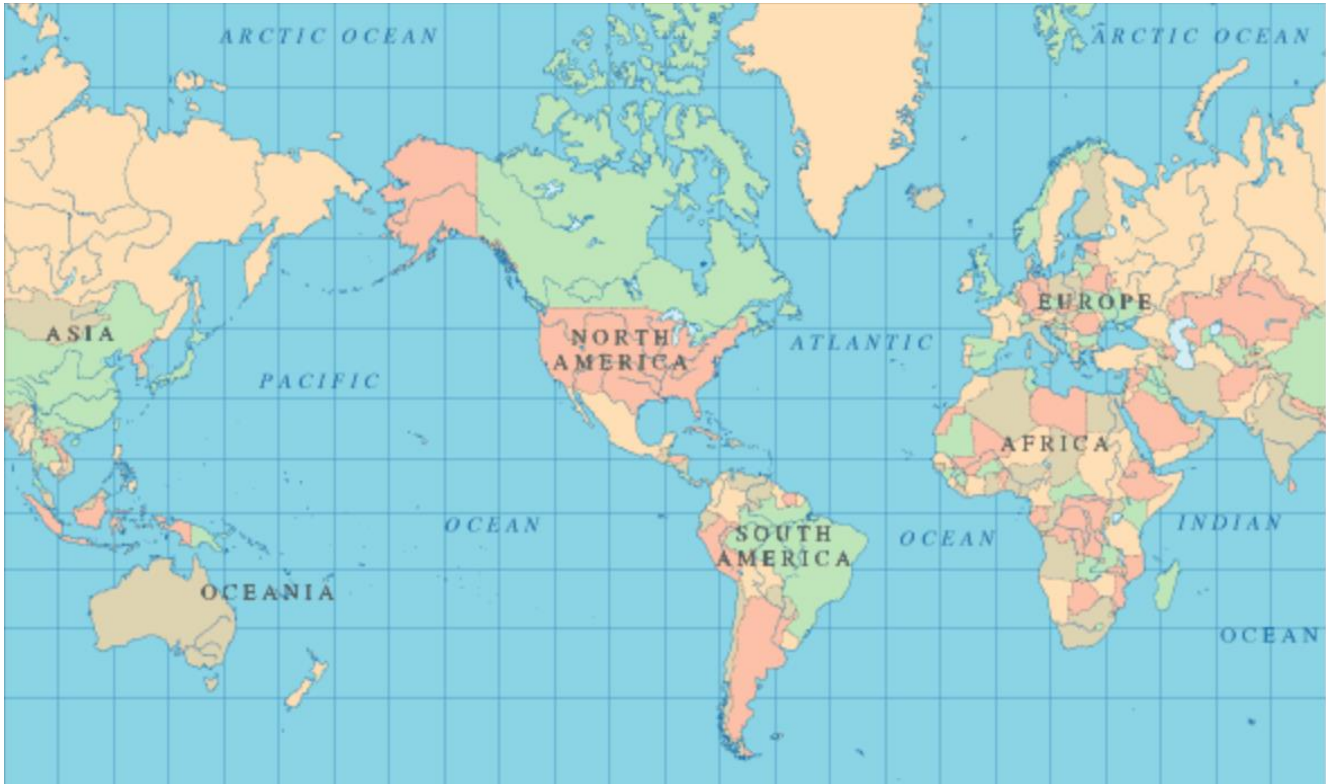 ARCTIC OCEAN
ARCTIC OCEAN
EUROPE
ASIA
NORTH
AMERICA
ATLANTIC
PACIFIC
AFRICA
OCEAN
INDIAN
SOUTH
AMERICA
OCEAN
OCEANIA
OCEAN